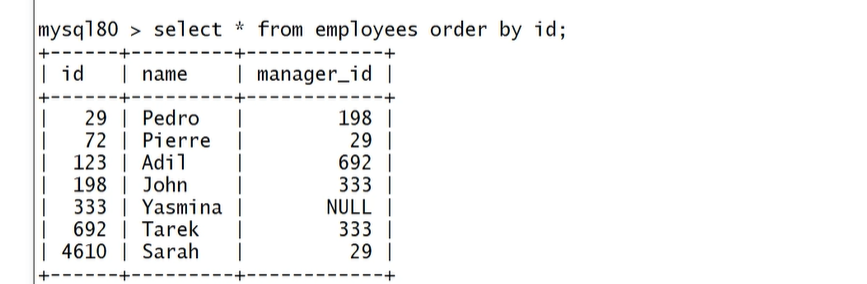 mysql80 > select * from employees order by id;
+------+---------+------------+
| id   | name    | manager_id |
+------+---------+------------+
|   29 | Pedro   |        198 |
|   72 | Pierre  |         29 |
|  123 | Adil    |        692 |
|  198 | John    |        333 |
|  333 | Yasmina |       NULL |
|  692 | Tarek   |        333 |
| 4610 | Sarah   |         29 |
+------+---------+------------+